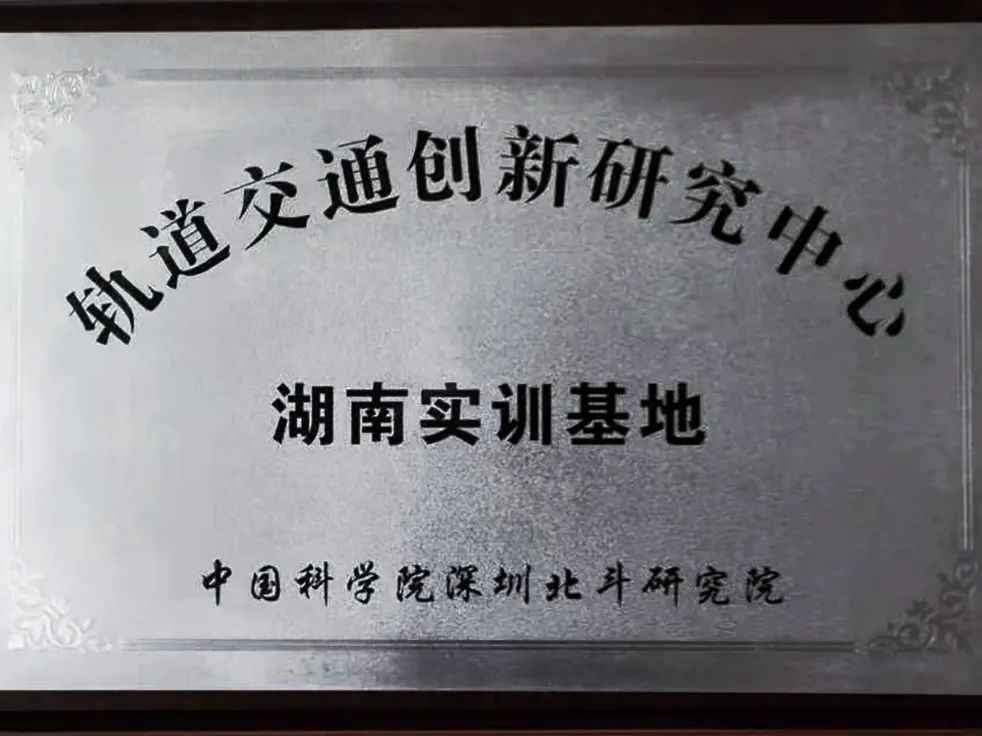 轨道交通创新研究中心
湖南实训基地
中国科学院深圳北斗研究院